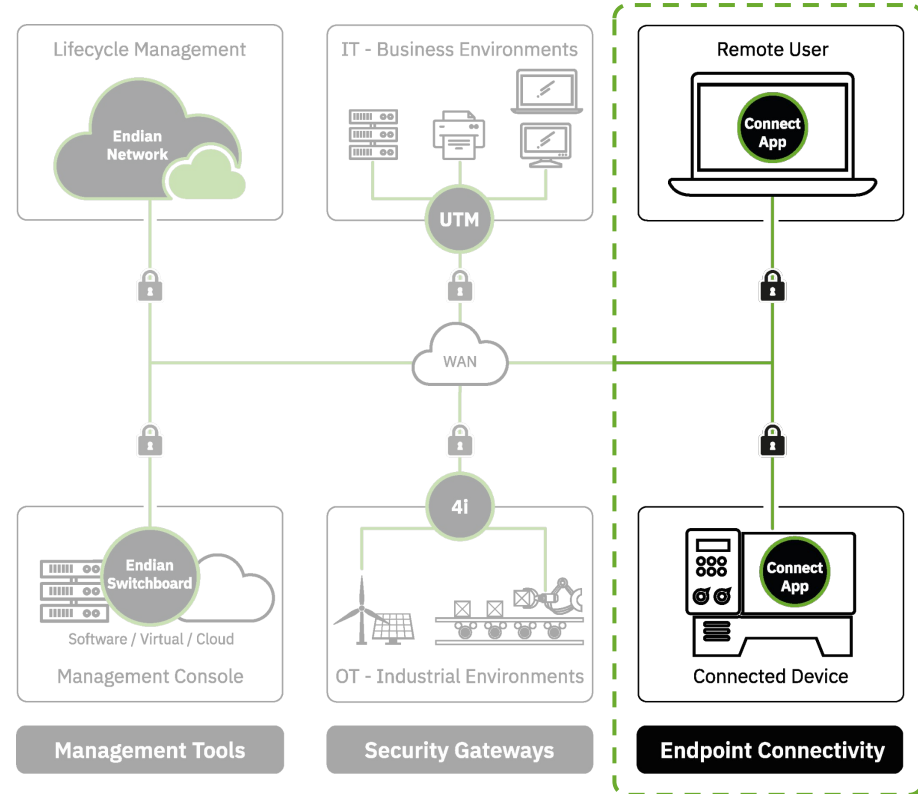 Lifecycle Management
Endian
Network
IT - Business Environments
UTM
Remote User
Connect
App
WAN
Endian
Switchboard
Software / Virtual / Cloud
Management Console
4i
OT - Industrial Environments
Connect
App
Connected Device
Management Tools
Security Gateways
Endpoint Connectivity